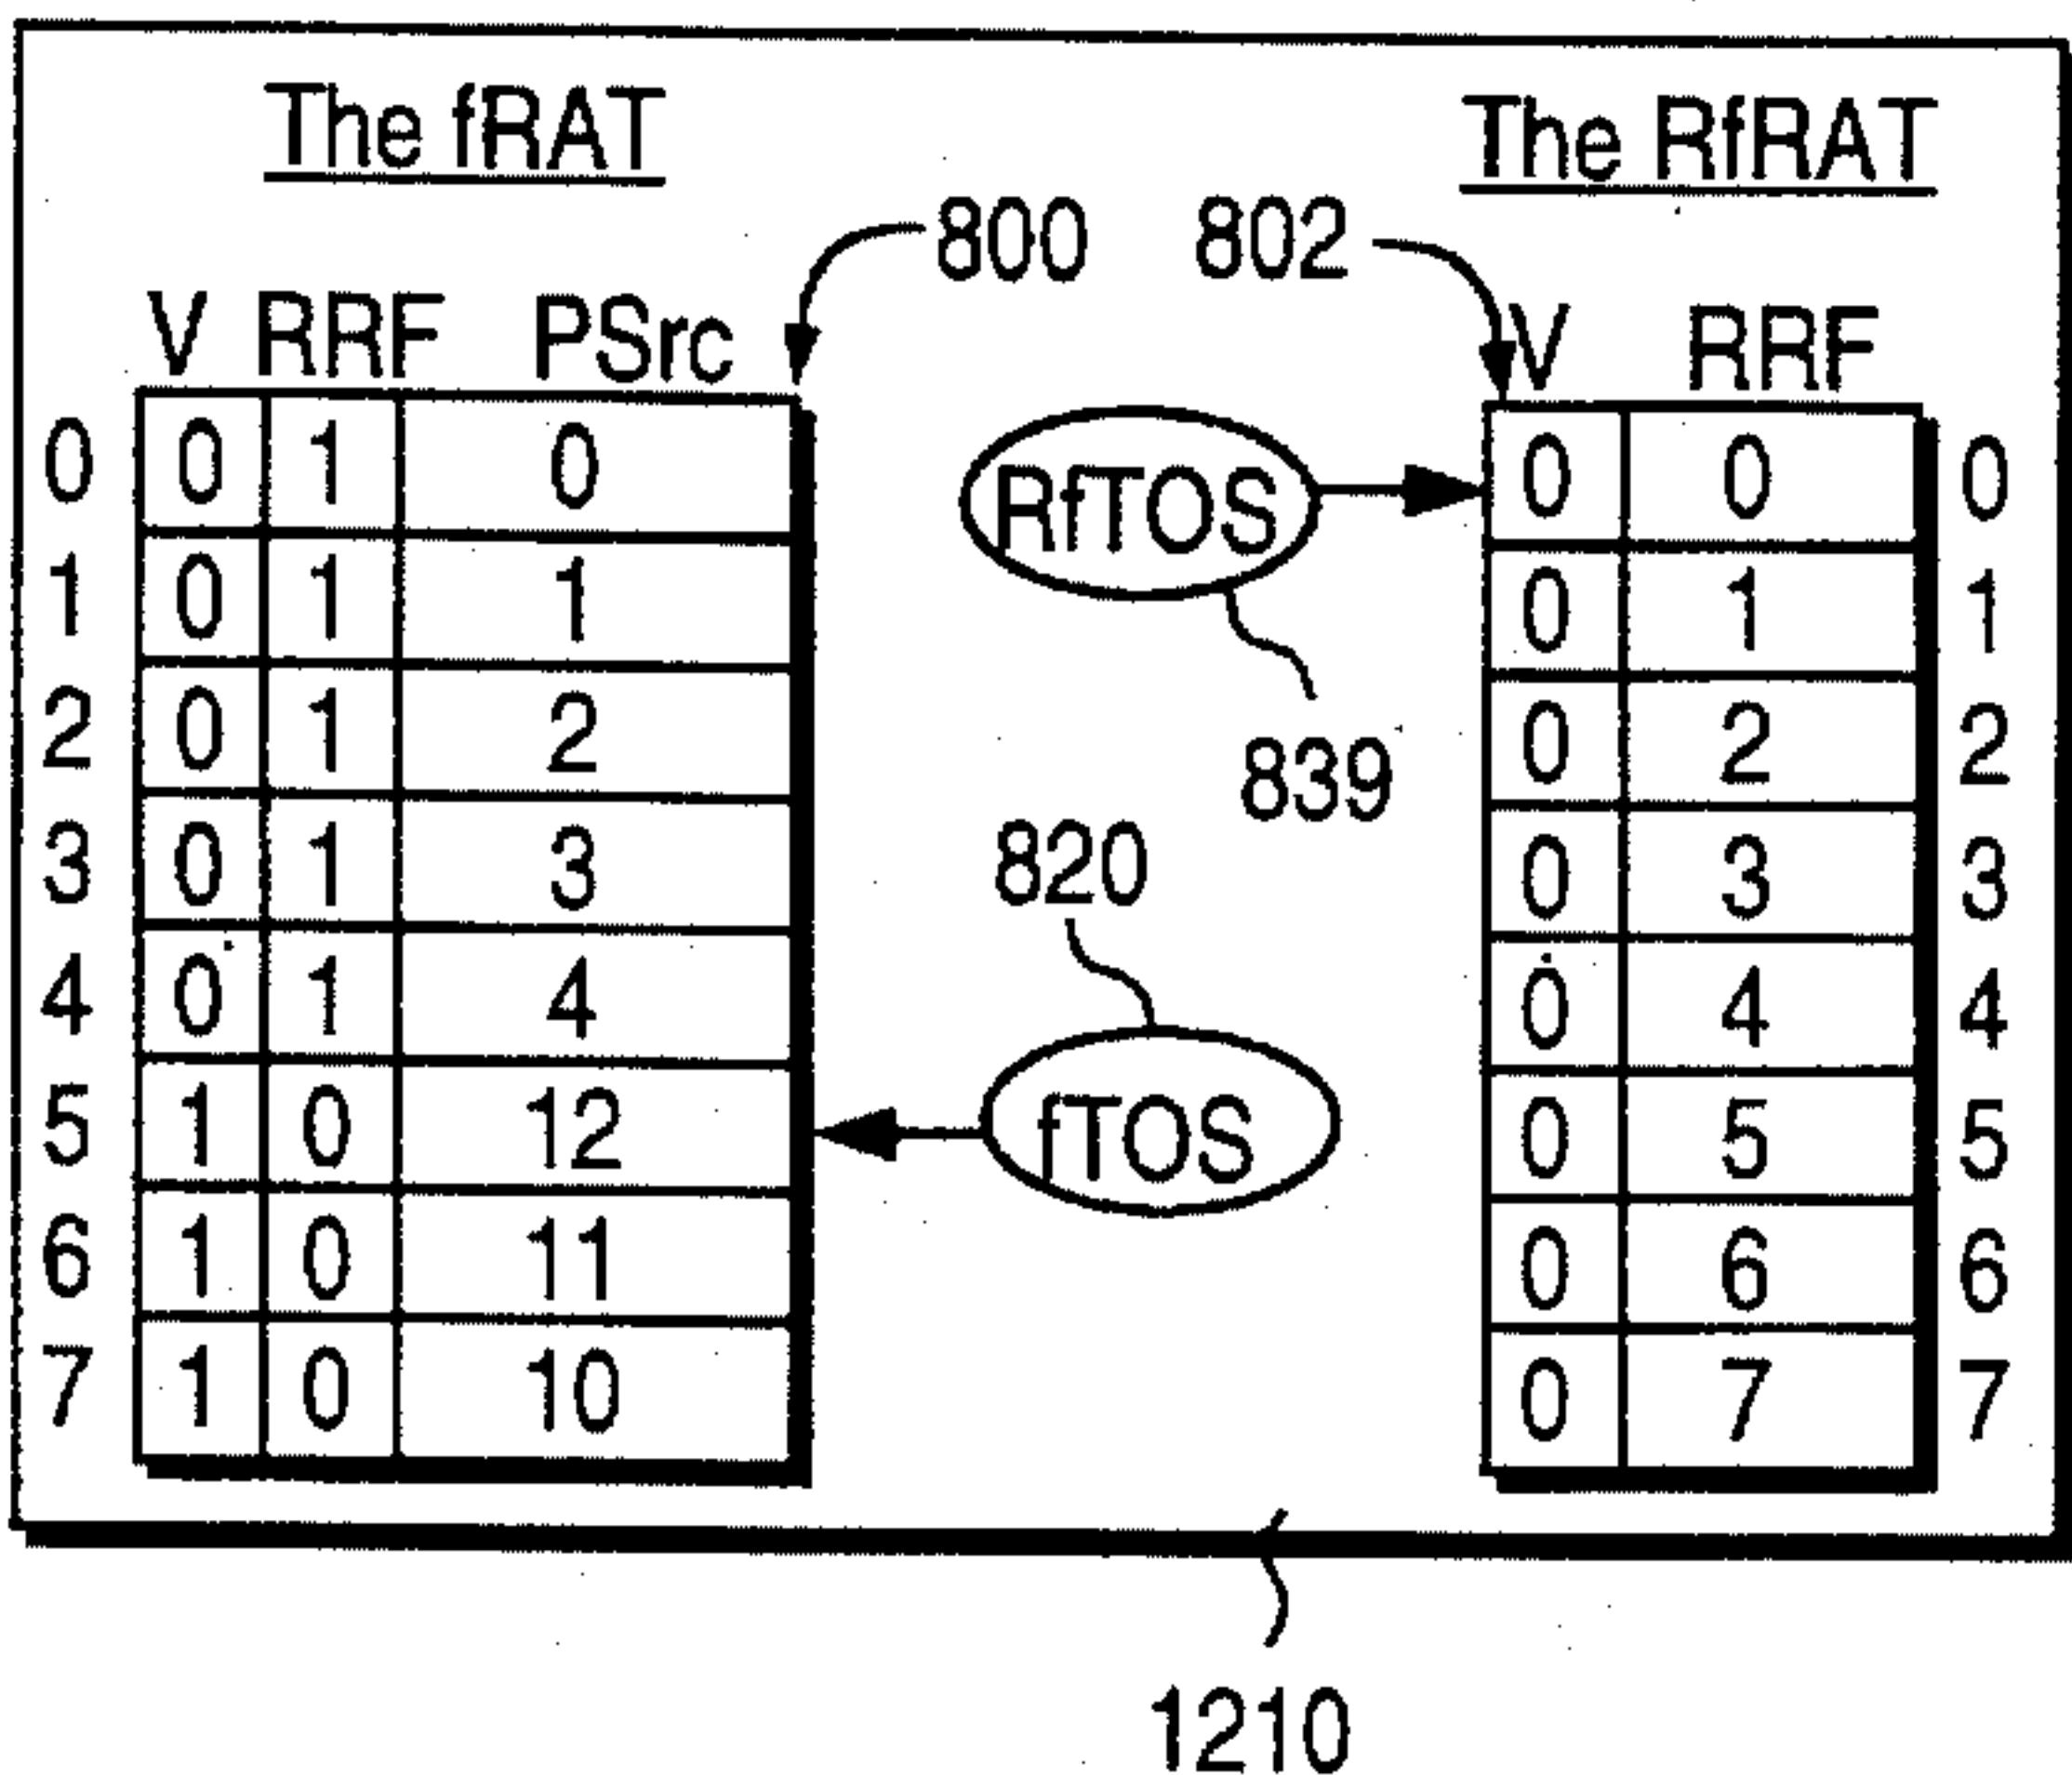 The fRAT The RfRAT
800 802
V RRF PSrc V RRF
0 0 1 0 RfTOS 0 0 0
1 0 1 1 0 1 1
2 0 1 2 0 2 2
839
3 0 1 3 820 0 3 3
4 0 1 4 0 4 4
5 1 0 12 fTOS 0 5 5
6 1 0 11 0 6 6
7 1 0 10 0 7 7
1210